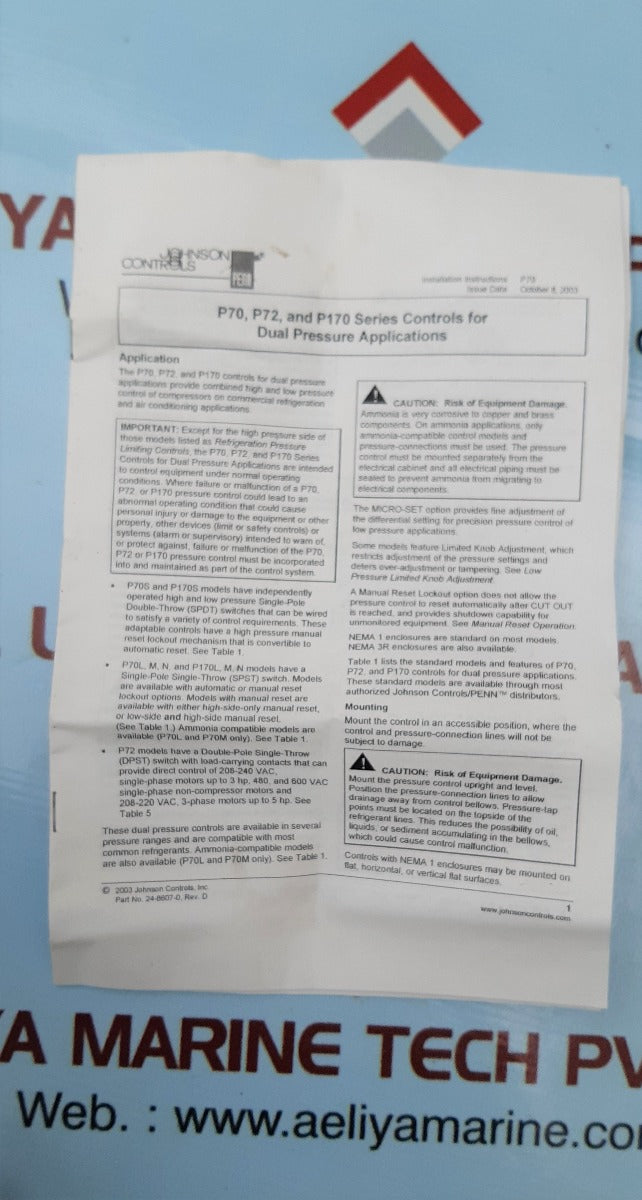 YA
JOHNSON
CONTROLS
PENN
Installation Instructions P70
Issue Date October 8, 2003
P70, P72, and P170 Series Controls for
Dual Pressure Applications
Application
The P70, P72, and P170 controls for dual pressure
applications provide combined high and low pressure
control of compressors on commercial refrigeration
and air conditioning applications.
IMPORTANT: Except for the high pressure side of
those models listed as Refrigeration Pressure
Limiting Controls, the P70, P72, and P170 Series
Controls for Dual Pressure Applications are intended
to control equipment under normal operating
conditions. Where failure or malfunction of a P70,
P72, or P170 pressure control could lead to an
abnormal operating condition that could cause
personal injury or damage to the equipment or other
property, other devices (limit or safety controls) or
systems (alarm or supervisory) intended to warn of,
or protect against, failure or malfunction of the P70,
P72 or P170 pressure control must be incorporated
into and maintained as part of the control system.
• P70S and P170S models have independently
operated high and low pressure Single-Pole
Double-Throw (SPDT) switches that can be wired
to satisfy a variety of control requirements. These
adaptable controls have a high pressure manual
reset lockout mechanism that is convertible to
automatic reset. See Table 1.
• P70L, M, N, and P170L, M, N models have a
Single-Pole Single-Throw (SPST) switch. Models
are available with automatic or manual reset
lockout options. Models with manual reset are
available with either high-side-only manual reset,
or low-side and high-side manual reset.
(See Table 1.) Ammonia compatible models are
available (P70L and P70M only). See Table 1.
• P72 models have a Double-Pole Single-Throw
(DPST) switch with load-carrying contacts that can
provide direct control of 208-240 VAC,
single-phase motors up to 3 hp, 480, and 600 VAC
single-phase non-compressor motors and
208-220 VAC, 3-phase motors up to 5 hp. See
Table 5
These dual pressure controls are available in several
pressure ranges and are compatible with most
common refrigerants. Ammonia-compatible models
are also available (P70L and P70M only). See Table 1.
CAUTION: Risk of Equipment Damage.
Ammonia is very corrosive to copper and brass
components. On ammonia applications, only
ammonia-compatible control models and
pressure-connections must be used. The pressure
control must be mounted separately from the
electrical cabinet and all electrical piping must be
sealed to prevent ammonia from migrating to
electrical components.
The MICRO-SET option provides fine adjustment of
the differential setting for precision pressure control of
low pressure applications.
Some models feature Limited Knob Adjustment, which
restricts adjustment of the pressure settings and
deters over-adjustment or tampering. See Low
Pressure Limited Knob Adjustment.
A Manual Reset Lockout option does not allow the
pressure control to reset automatically after CUT OUT
is reached, and provides shutdown capability for
unmonitored equipment. See Manual Reset Operation.
NEMA 1 enclosures are standard on most models.
NEMA 3R enclosures are also available.
Table 1 lists the standard models and features of P70,
P72, and P170 controls for dual pressure applications.
These standard models are available through most
authorized Johnson Controls/PENN™ distributors.
Mounting
Mount the control in an accessible position, where the
control and pressure-connection lines will not be
subject to damage.
CAUTION: Risk of Equipment Damage.
Mount the pressure control upright and level.
Position the pressure-connection lines to allow
drainage away from control bellows. Pressure-tap
points must be located on the topside of the
refrigerant lines. This reduces the possibility of oil,
liquids, or sediment accumulating in the bellows,
which could cause control malfunction.
Controls with NEMA 1 enclosures may be mounted on
flat, horizontal, or vertical flat surfaces.
© 2003 Johnson Controls, Inc.
Part No. 24-8607-0, Rev. D
1
www.johnsoncontrols.com
U
A
YA MARINE TECH PV
Web. : www.aeliyamarine.co